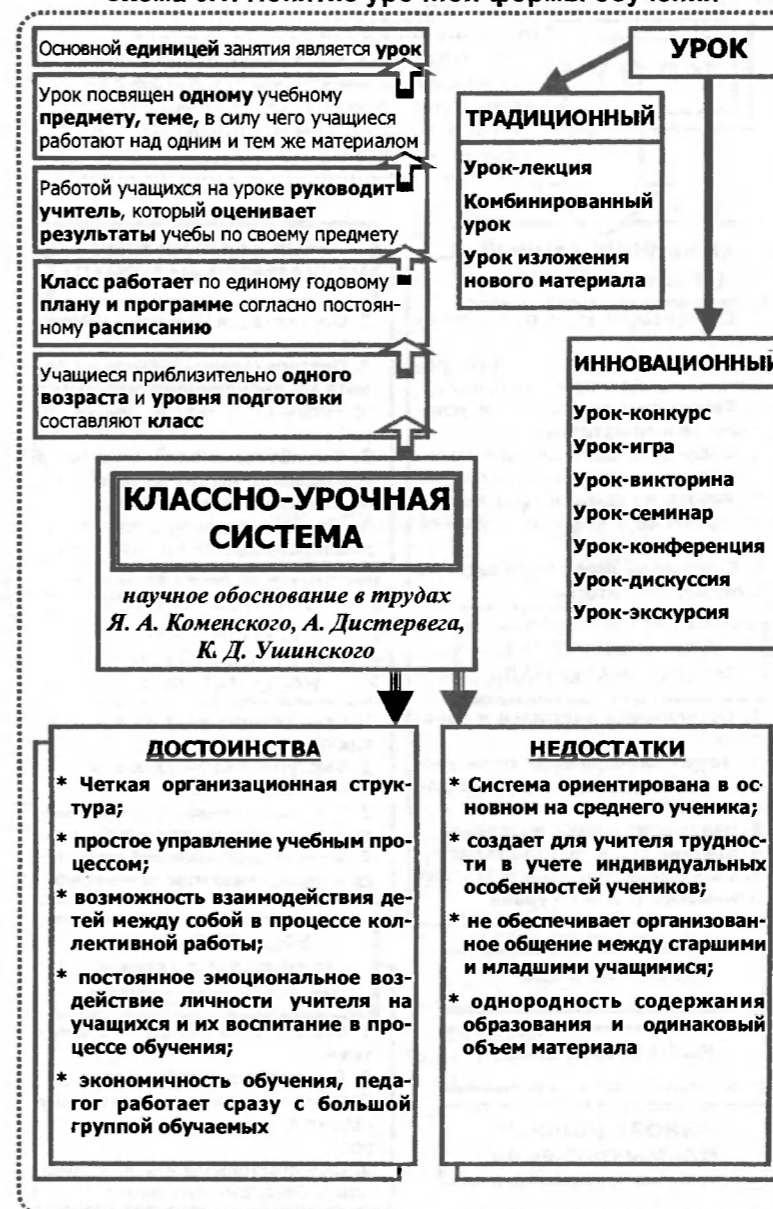 Основной единицей занятия является урок
Урок посвящен одному учебному
предмету, теме, в силу чего учащиеся
работают над одним и тем же материалом
Работой учащихся на уроке руководит
учитель, который оценивает
результаты учебы по своему предмету
Класс работает по единому годовому
плану и программе согласно постоян-
ному расписанию
Учащиеся приблизительно одного
возраста и уровня подготовки
составляют класс
КЛАССНО-УРОЧНАЯ
СИСТЕМА
научное обоснование в трудах
Я. А. Коменского, А. Дистервега,
К. Д. Ушинского
УРОК
ТРАДИЦИОННЫЙ
Урок-лекция
Комбинированный
урок
Урок изложения
нового материала
ИННОВАЦИОННЫЙ
Урок-конкурс
Урок-игра
Урок-викторина
Урок-семинар
Урок-конференция
Урок-дискуссия
Урок-экскурсия
ДОСТОИНСТВА
* Четкая организационная струк-
тура;
* простое управление учебным про-
цессом;
* возможность взаимодействия де-
тей между собой в процессе кол-
лективной работы;
* постоянное эмоциональное воз-
действие личности учителя на
учащихся и их воспитание в про-
цессе обучения;
* экономичность обучения, педа-
гог работает сразу с большой
группой обучаемых
НЕДОСТАТКИ
* Система ориентирована в ос-
новном на среднего ученика;
* создает для учителя труднос-
ти в учете индивидуальных
особенностей учеников;
* не обеспечивает организован-
ное общение между старшими
и младшими учащимися;
* однородность содержания
образования и одинаковый
объем материала